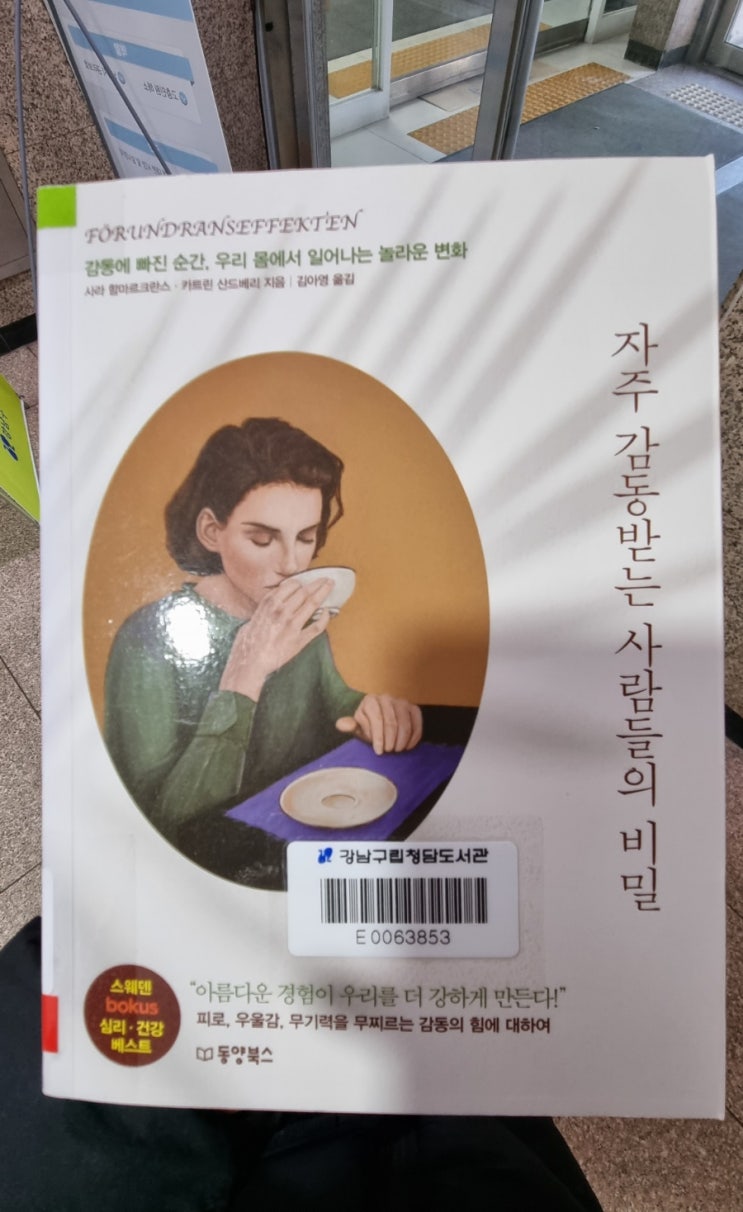 FÖRUNDRANSEFFEKTEN
감동에 빠진 순간, 우리 몸에서 일어나는 놀라운 변화
사라 함마르크란스 · 카트린 산드베리 지음 | 김아영 옮김
자주 감동받는 사람들의 비밀
강남구립청담도서관
E 0063853
스웨덴
bokus
심리 · 건강
베스트
“아름다운 경험이 우리를 더 강하게 만든다!”
피로, 우울감, 무기력을 무찌르는 감동의 힘에 대하여
동양북스